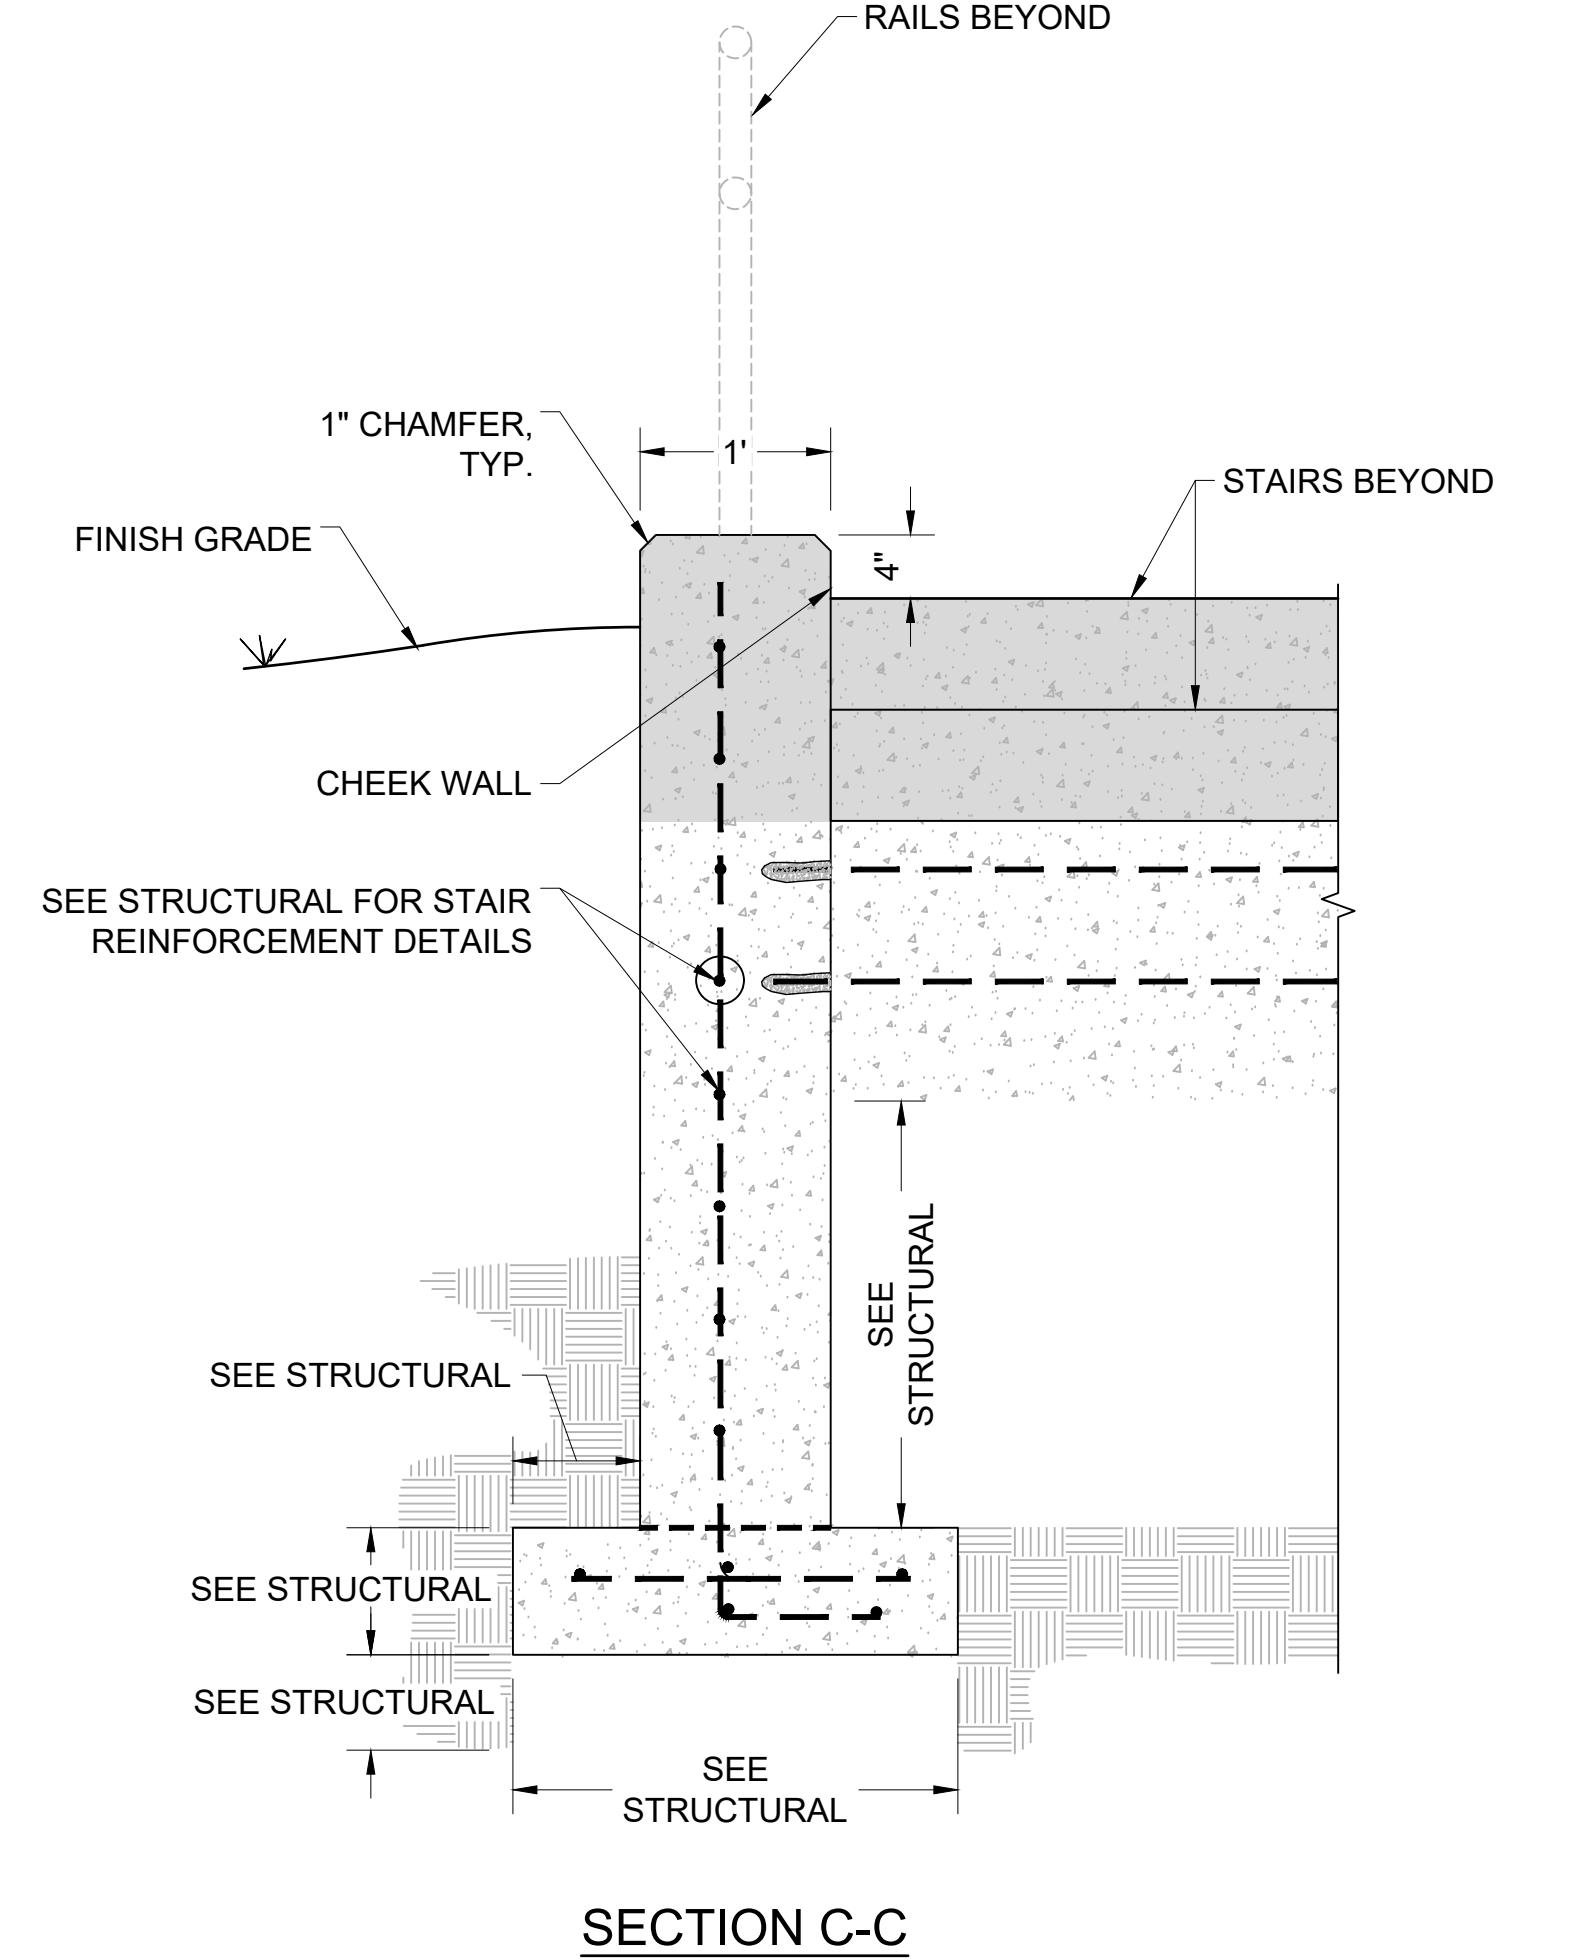 RAILS BEYOND
1" CHAMFER,
TYP.
1'
STAIRS BEYOND
FINISH GRADE
4"
CHEEK WALL
SEE STRUCTURAL FOR STAIR
REINFORCEMENT DETAILS
SEE
STRUCTURAL
SEE STRUCTURAL
SEE STRUCTURAL
SEE STRUCTURAL
SEE
STRUCTURAL
SECTION C-C